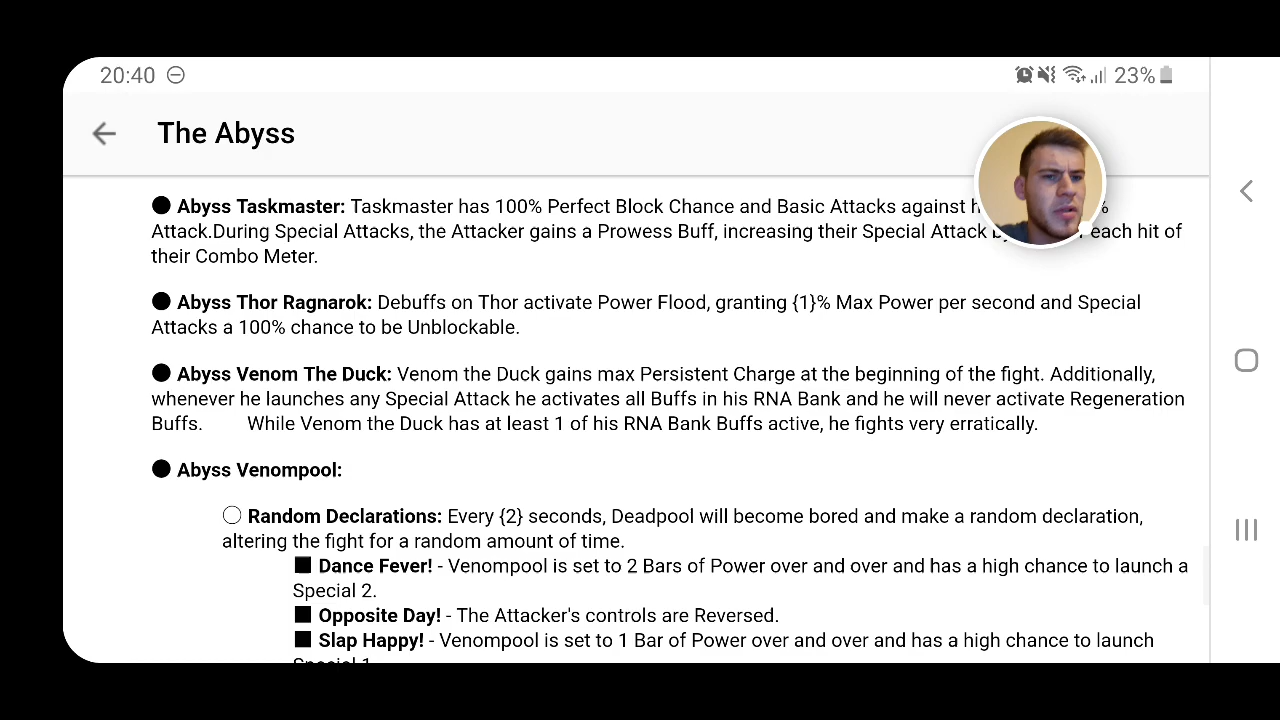 20:40 23%
The Abyss
● Abyss Taskmaster: Taskmaster has 100% Perfect Block Chance and Basic Attacks against %
Attack.During Special Attacks, the Attacker gains a Prowess Buff, increasing their Special Attack each hit of
their Combo Meter.
● Abyss Thor Ragnarok: Debuffs on Thor activate Power Flood, granting {1}% Max Power per second and Special
Attacks a 100% chance to be Unblockable.
● Abyss Venom The Duck: Venom the Duck gains max Persistent Charge at the beginning of the fight. Additionally,
whenever he launches any Special Attack he activates all Buffs in his RNA Bank and he will never activate Regeneration
Buffs. While Venom the Duck has at least 1 of his RNA Bank Buffs active, he fights very erratically.
● Abyss Venompool:
○ Random Declarations: Every {2} seconds, Deadpool will become bored and make a random declaration,
altering the fight for a random amount of time.
■ Dance Fever! - Venompool is set to 2 Bars of Power over and over and has a high chance to launch a
Special 2.
■ Opposite Day! - The Attacker's controls are Reversed.
■ Slap Happy! - Venompool is set to 1 Bar of Power over and over and has a high chance to launch
Special 1